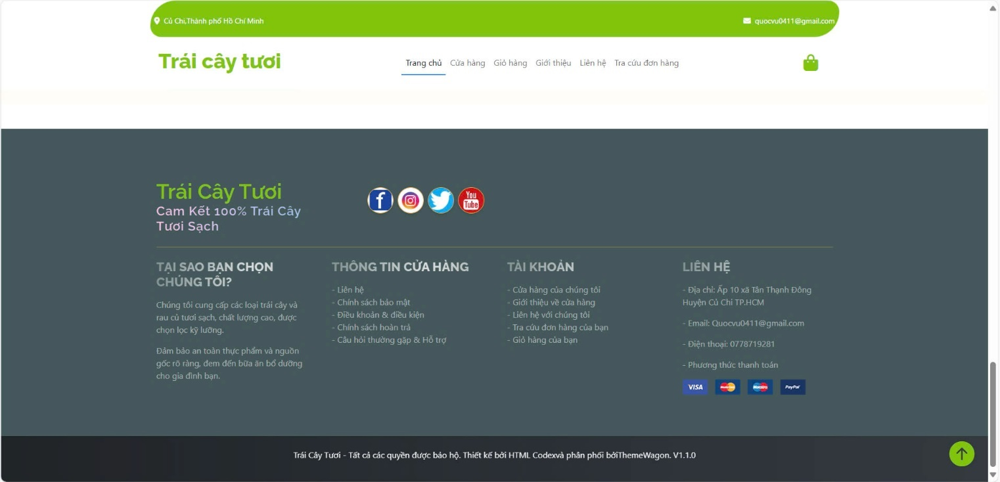 Củ Chi,Thành phố Hồ Chí Minh
quocvu0411@gmail.com
Trái cây tươi
Trang chủ Cửa hàng Giỏ hàng Giới thiệu Liên hệ Tra cứu đơn hàng
Trái Cây Tươi
Cam Kết 100% Trái Cây
Tươi Sạch
f
You
Tube
TẠI SAO BẠN CHỌN
CHÚNG TÔI?
Chúng tôi cung cấp các loại trái cây và
rau củ tươi sạch, chất lượng cao, được
chọn lọc kỹ lưỡng.
Đảm bảo an toàn thực phẩm và nguồn
gốc rõ ràng, đem đến bữa ăn bổ dưỡng
cho gia đình bạn.
THÔNG TIN CỬA HÀNG
- Liên hệ
- Chính sách bảo mật
- Điều khoản & điều kiện
- Chính sách hoàn trả
- Câu hỏi thường gặp & Hỗ trợ
TÀI KHOẢN
- Cửa hàng của chúng tôi
- Giới thiệu về cửa hàng
- Liên hệ với chúng tôi
- Tra cứu đơn hàng của bạn
- Giỏ hàng của bạn
LIÊN HỆ
- Địa chỉ: Ấp 10 xã Tân Thạnh Đông
Huyện Củ Chi TP.HCM
- Email: Quocvu0411@gmail.com
- Điện thoại: 0778719281
- Phương thức thanh toán
VISA MasterCard Maestro PayPal
Trái Cây Tươi - Tất cả các quyền được bảo hộ. Thiết kế bởi HTML Codexvà phân phối bởiThemeWagon. V1.1.0